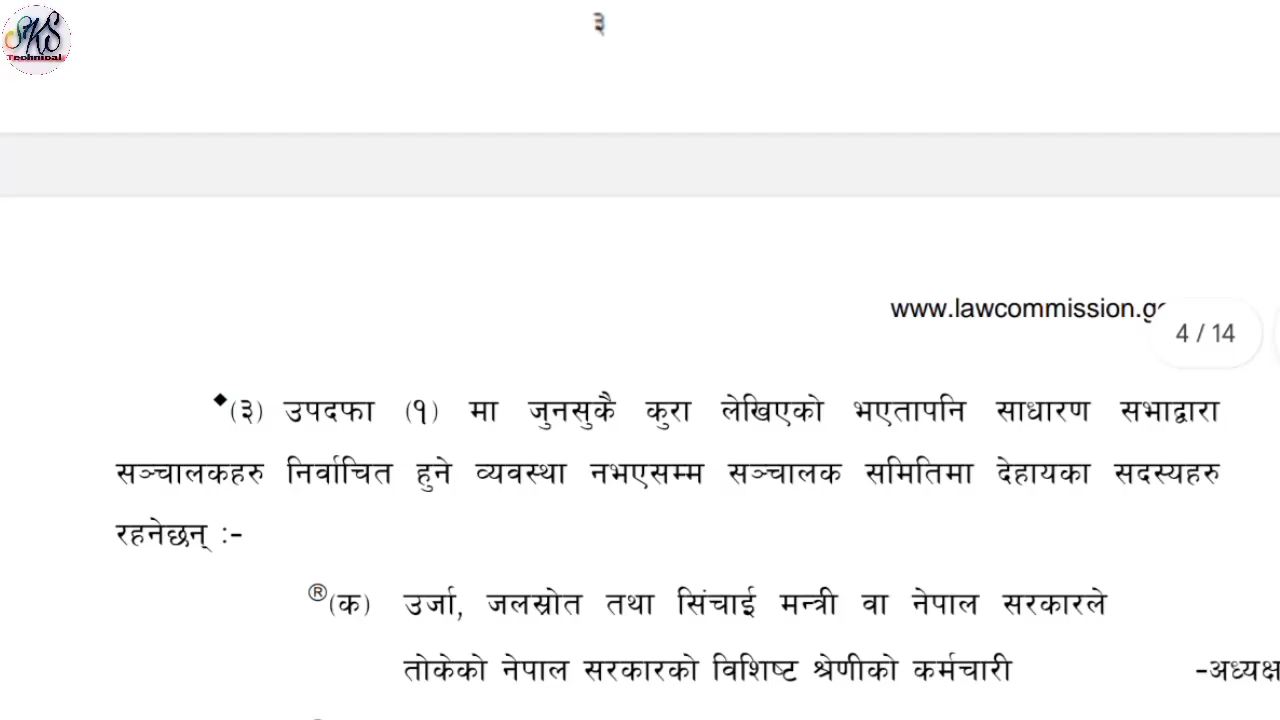 SKS
Technical
३
www.lawcommission.g
4 / 14
◆(३) उपदफा (१) मा जुनसुकै कुरा लेखिएको भएतापनि साधारण सभाद्वारा
सञ्चालकहरु निर्वाचित हुने व्यवस्था नभएसम्म सञ्चालक समितिमा देहायका सदस्यहरु
रहनेछन् :-
®(क) उर्जा, जलस्रोत तथा सिंचाई मन्त्री वा नेपाल सरकारले
तोकेको नेपाल सरकारको विशिष्ट श्रेणीको कर्मचारी -अध्यक्ष